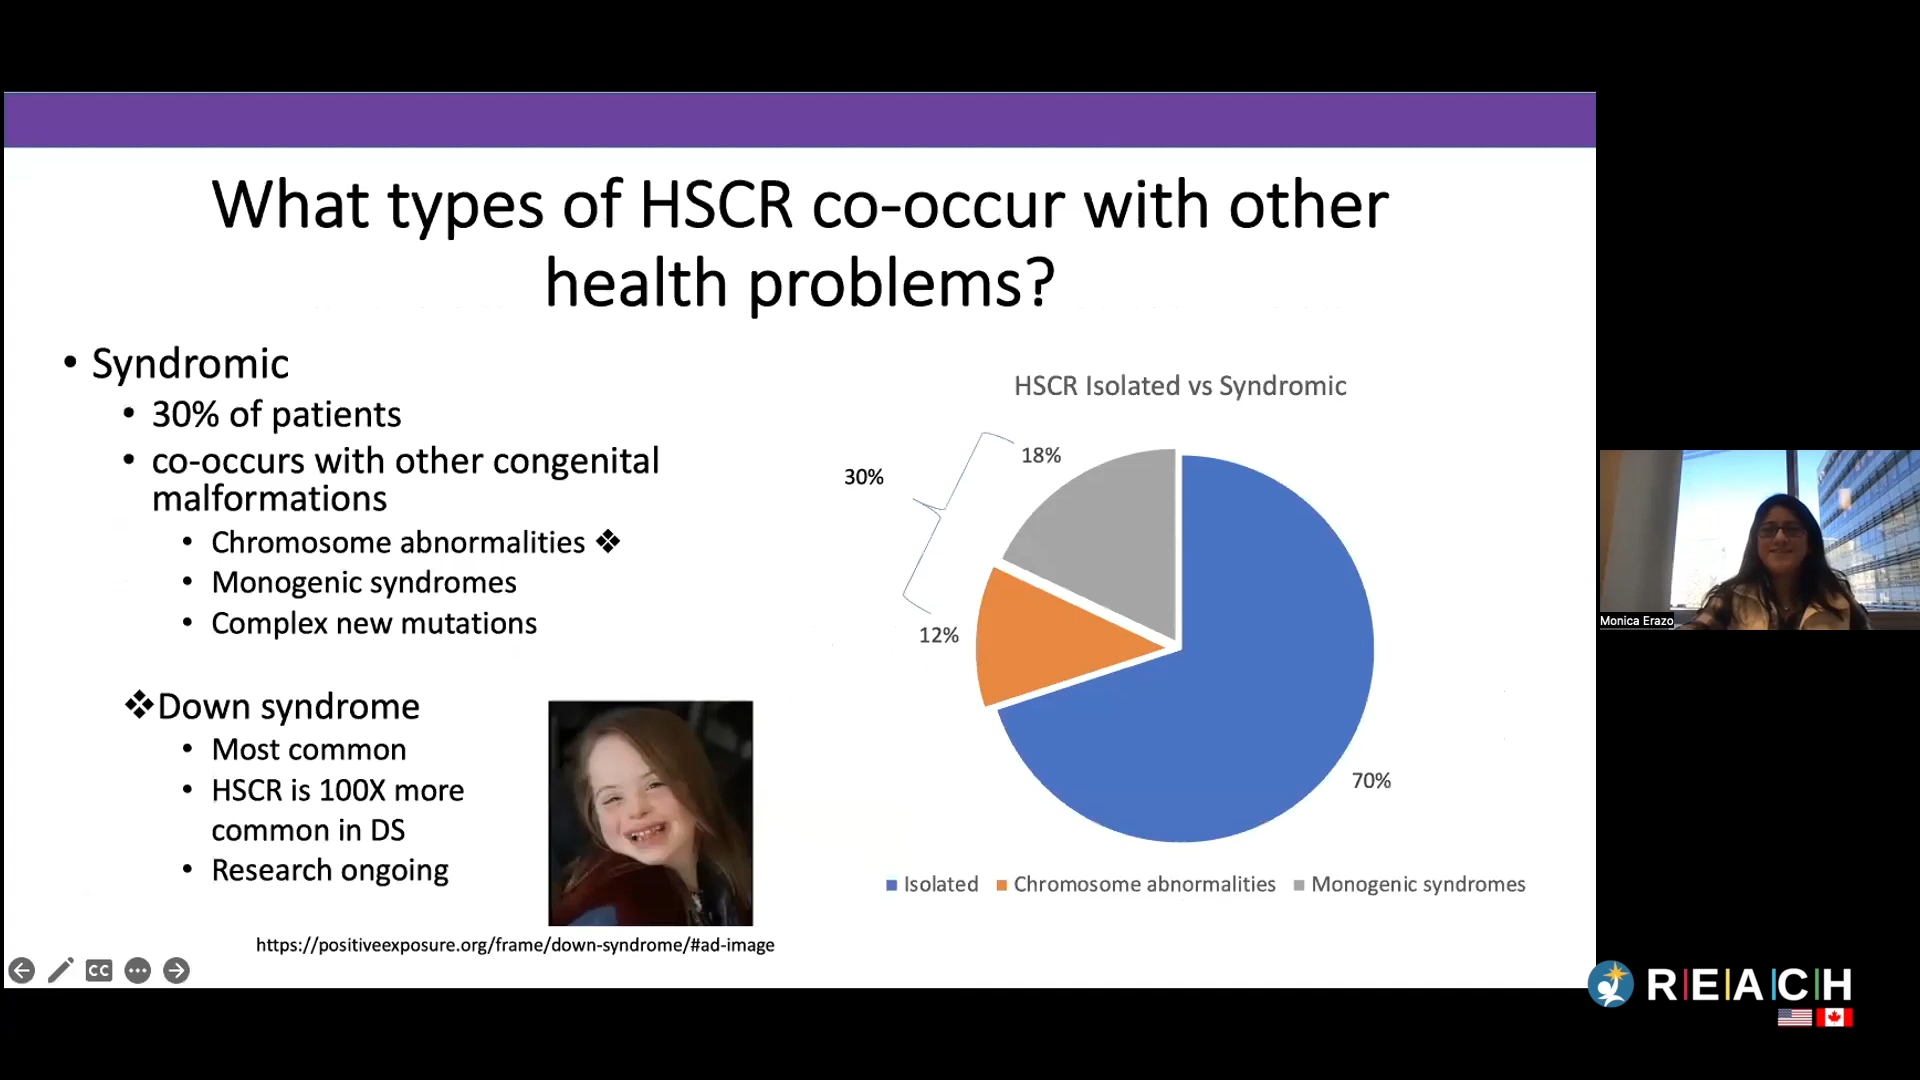 What types of HSCR co-occur with other
health problems?
• Syndromic
• 30% of patients
• co-occurs with other congenital
malformations
• Chromosome abnormalities ❖
• Monogenic syndromes
• Complex new mutations
❖Down syndrome
• Most common
• HSCR is 100X more
common in DS
• Research ongoing
https://positiveexposure.org/frame/down-syndrome/#ad-image
HSCR Isolated vs Syndromic
30%
18%
12%
70%
Isolated
Chromosome abnormalities
Monogenic syndromes
CC
Monica Erazo
R|E|A|C|H